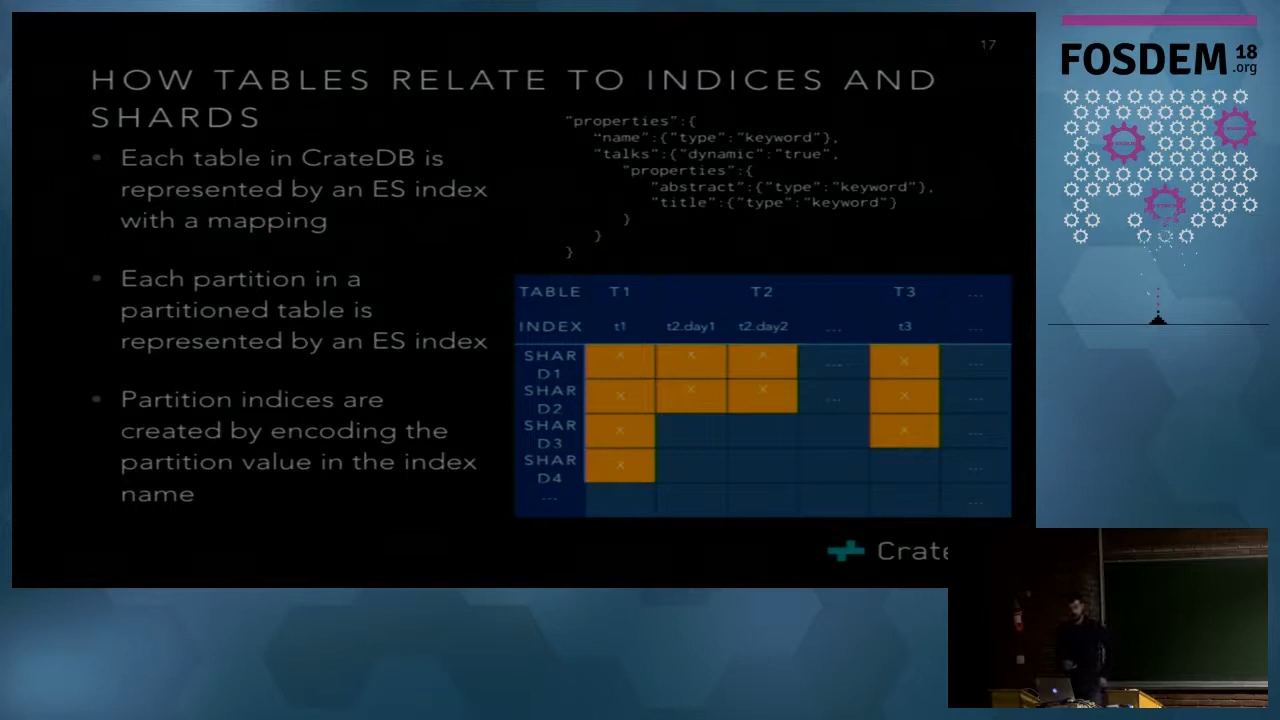 17
HOW TABLES RELATE TO INDICES AND
SHARDS
• Each table in CrateDB is
represented by an ES index
with a mapping
• Each partition in a
partitioned table is
represented by an ES index
• Partition indices are
created by encoding the
partition value in the index
name
"properties":{
"name":{"type":"keyword"},
"talks":{"dynamic":"true",
"properties":{
"abstract":{"type":"keyword"},
"title":{"type":"keyword"}
}
}
}
TABLE T1 T2 T3 ...
INDEX t1 t2.day1 t2.day2 ... t3 ...
SHAR
D1 x x x ... x ...
SHAR
D2 x x x ... x ...
SHAR
D3 x x ...
SHAR
D4 x ...
... ...
Crate
FOSDEM 18
.org